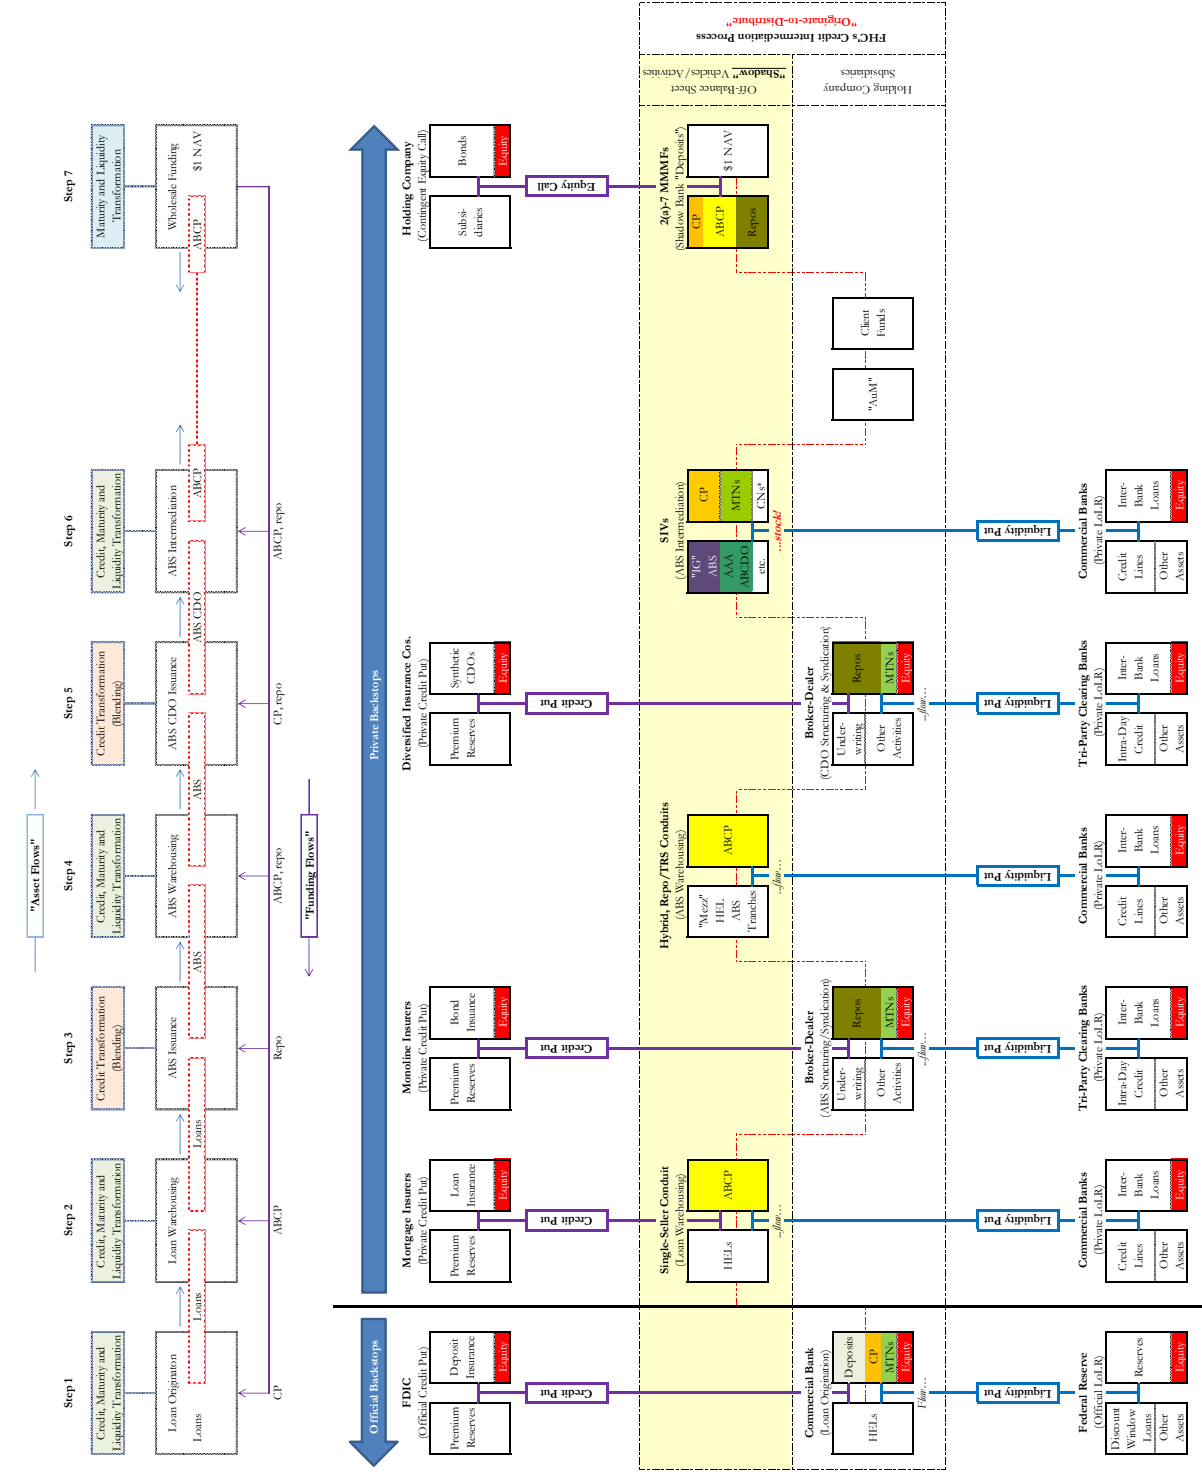 "Asset Flows"
Step 1
Step 2
Step 3
Step 4
Step 5
Step 6
Step 7
Credit, Maturity and
Liquidity Transformation
Credit, Maturity and
Liquidity Transformation
Credit Transformation
(Blending)
Credit, Maturity and
Liquidity Transformation
Credit Transformation
(Blending)
Credit, Maturity and
Liquidity Transformation
Maturity and Liquidity
Transformation
Loan Originaton
Loan Warehousing
ABS Issuance
ABS Warehousing
ABS CDO Issuance
ABS Intermediation
Wholesale Funding
Loans
Loans
Loans
ABS
ABS
ABS CDO
ABCP
ABCP
$1 NAV
CP
ABCP
Repo
ABCP, repo
CP, repo
ABCP, repo
"Funding Flows"
Official Backstops
Private Backstops
FDIC
(Official Credit Put)
Premium
Reserves
Deposit
Insurance
Equity
Mortgage Insurers
(Private Credit Put)
Premium
Reserves
Loan
Insurance
Equity
Monoline Insurers
(Private Credit Put)
Premium
Reserves
Bond
Insuance
Equity
Diversified Insurance Cos.
(Private Credit Put)
Premium
Reserves
Synthetic
CDOs
Equity
Holding Company
(Contingent Equity Call)
Subsi-
diaries
Bonds
Equity
Credit Put
Credit Put
Credit Put
Credit Put
Equity Call
FHC's Credit Intermediation Process
"Originate-to-Distribute"
Off-Balance Sheet
"Shadow" Vehicles/Activities
Holding Company
Subsidiaries
Single-Seller Conduit
(Loan Warehousing)
HELs
ABCP
...flow...
Hybrid, Repo/TRS Conduits
(ABS Warehousing)
"Mezz"
HEL
ABS
Tranches
ABCP
...flow...
SIVs
(ABS Intermediation)
"IG"
ABS
AAA
ABCDO
etc.
CP
MTNs
CNs*
...stock!
2(a)-7 MMMFs
(Shadow Bank "Deposits")
CP
ABCP
Repos
$1 NAV
Commercial Bank
(Loan Origination)
HELs
Deposits
CP
MTNs
Equity
Flow...
Broker-Dealer
(ABS Structuring/Syndication)
Under-
writing
Other
Activities
Repos
MTNs
Equity
...flow...
Broker-Dealer
(CDO Structuring & Syndication)
Under-
writing
Other
Activities
Repos
MTNs
Equity
...flow...
"AuM"
Client
Funds
Liquidity Put
Liquidity Put
Liquidity Put
Liquidity Put
Liquidity Put
Liquidity Put
Federal Reserve
(Official LoLR)
Discount
Window
Loans
Other
Assets
Reserves
Equity
Commercial Banks
(Private LoLR)
Credit
Lines
Other
Assets
Inter-
Bank
Loans
Equity
Tri-Party Clearing Banks
(Private LoLR)
Intra-Day
Credit
Other
Assets
Inter-
Bank
Loans
Equity
Commercial Banks
(Private LoLR)
Credit
Lines
Other
Assets
Inter-
Bank
Loans
Equity
Tri-Party Clearing Banks
(Private LoLR)
Intra-Day
Credit
Other
Assets
Inter-
Bank
Loans
Equity
Commercial Banks
(Private LoLR)
Credit
Lines
Other
Assets
Inter-
Bank
Loans
Equity